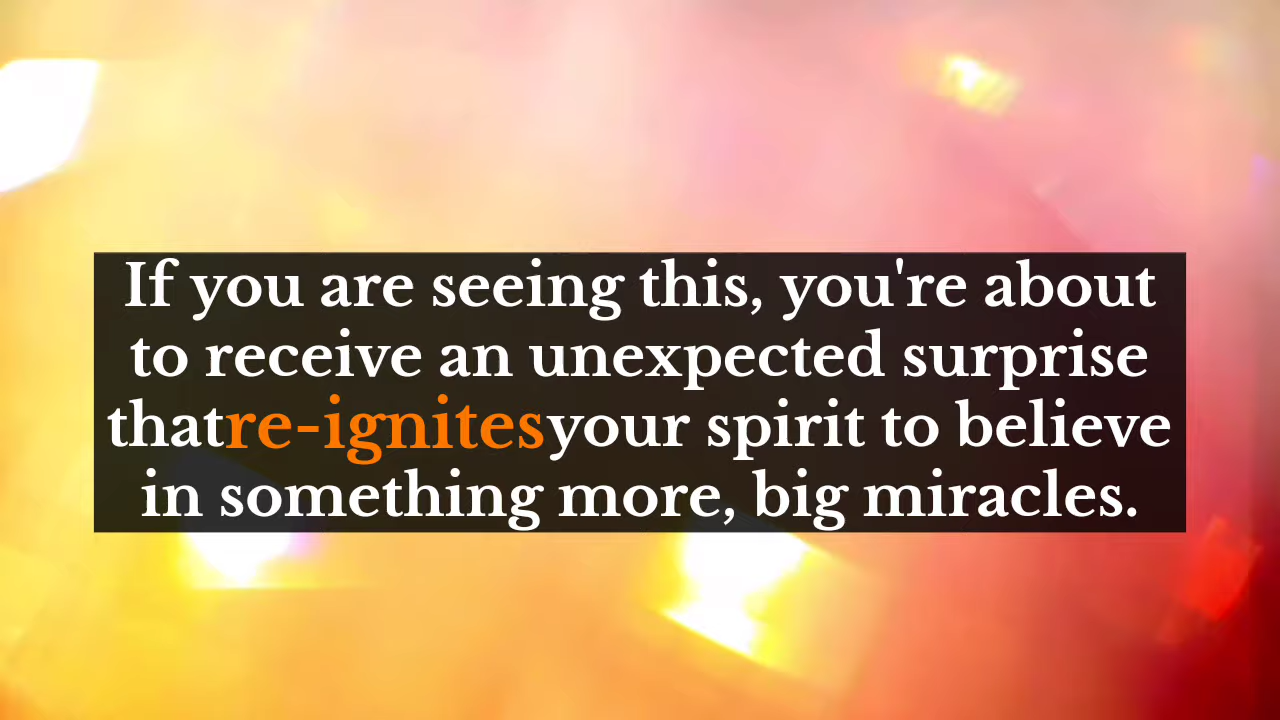 If you are seeing this, you're about
to receive an unexpected surprise
that re-ignites your spirit to believe
in something more, big miracles.